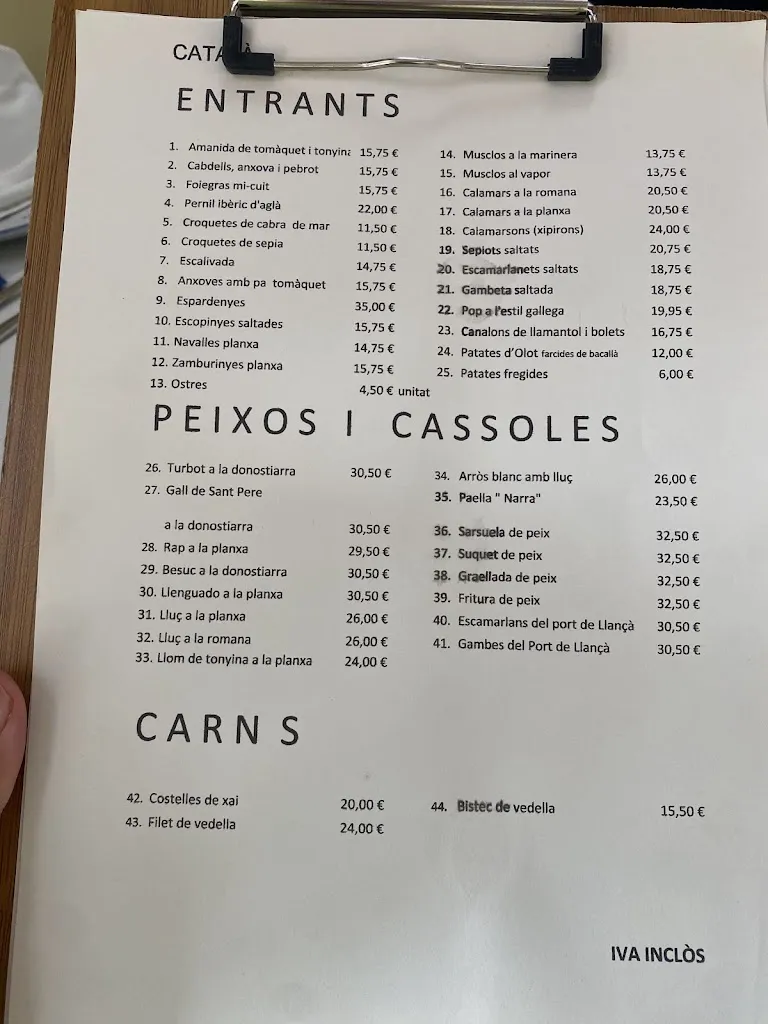 CATA
ENTRANTS
1. Amanida de tomàquet i tonyina 15,75 €
2. Cabdells, anxova i pebrot 15,75 €
3. Foiegras mi-cuit 15,75 €
4. Pernil ibèric d'aglà 22,00 €
5. Croquetes de cabra de mar 11,50 €
6. Croquetes de sepia 11,50 €
7. Escalivada 14,75 €
8. Anxoves amb pa tomàquet 15,75 €
9. Espardenyes 35,00 €
10. Escopinyes saltades 15,75 €
11. Navalles planxa 14,75 €
12. Zamburinyes planxa 15,75 €
13. Ostres 4,50 € unitat
14. Musclos a la marinera 13,75 €
15. Musclos al vapor 13,75 €
16. Calamars a la romana 20,50 €
17. Calamars a la planxa 20,50 €
18. Calamarsons (xipirons) 24,00 €
19. Sepiots saltats 20,75 €
20. Escamarlanets saltats 18,75 €
21. Gambeta saltada 18,75 €
22. Pop a l'estil gallega 19,95 €
23. Canalons de llamantol i bolets 16,75 €
24. Patates d'Olot farcides de bacallà 12,00 €
25. Patates fregides 6,00 €
PEIXOS I CASSOLES
26. Turbot a la donostiarra 30,50 €
27. Gall de Sant Pere
a la donostiarra 30,50 €
28. Rap a la planxa 29,50 €
29. Besuc a la donostiarra 30,50 €
30. Llenguado a la planxa 30,50 €
31. Lluç a la planxa 26,00 €
32. Lluç a la romana 26,00 €
33. Llom de tonyina a la planxa 24,00 €
34. Arròs blanc amb lluç 26,00 €
35. Paella " Narra" 23,50 €
36. Sarsuela de peix 32,50 €
37. Suquet de peix 32,50 €
38. Graellada de peix 32,50 €
39. Fritura de peix 32,50 €
40. Escamarlans del port de Llançà 30,50 €
41. Gambes del Port de Llançà 30,50 €
CARNS
42. Costelles de xai 20,00 €
43. Filet de vedella 24,00 €
44. Bistec de vedella 15,50 €
IVA INCLÒS